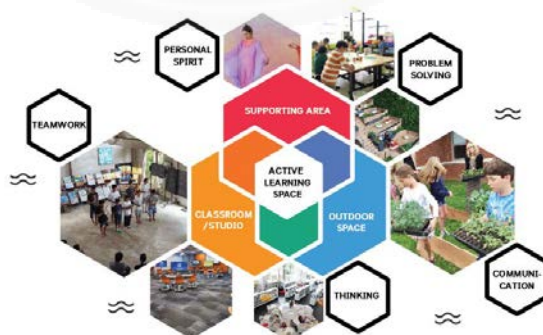 PERSONAL
SPIRIT
PROBLEM
SOLVING
SUPPORTING AREA
TEAMWORK
ACTIVE
LEARNING
SPACE
CLASSROOM
/STUDIO
OUTDOOR
SPACE
COMMUNI-
CATION
THINKING